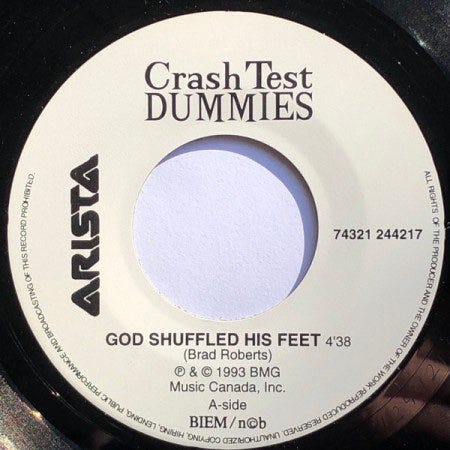 Crash Test
DUMMIES
ARISTA
74321 244217
GOD SHUFFLED HIS FEET 4'38
(Brad Roberts)
℗ & © 1993 BMG
Music Canada, Inc.
A-side
BIEM / n©b
ALL RIGHTS OF THE PRODUCER AND THE OWNER OF THE WORK REPRODUCED RESERVED. UNAUTHORIZED COPYING, HIRING, LENDING, PUBLIC PERFORMANCE AND BROADCASTING OF THIS RECORD PROHIBITED.